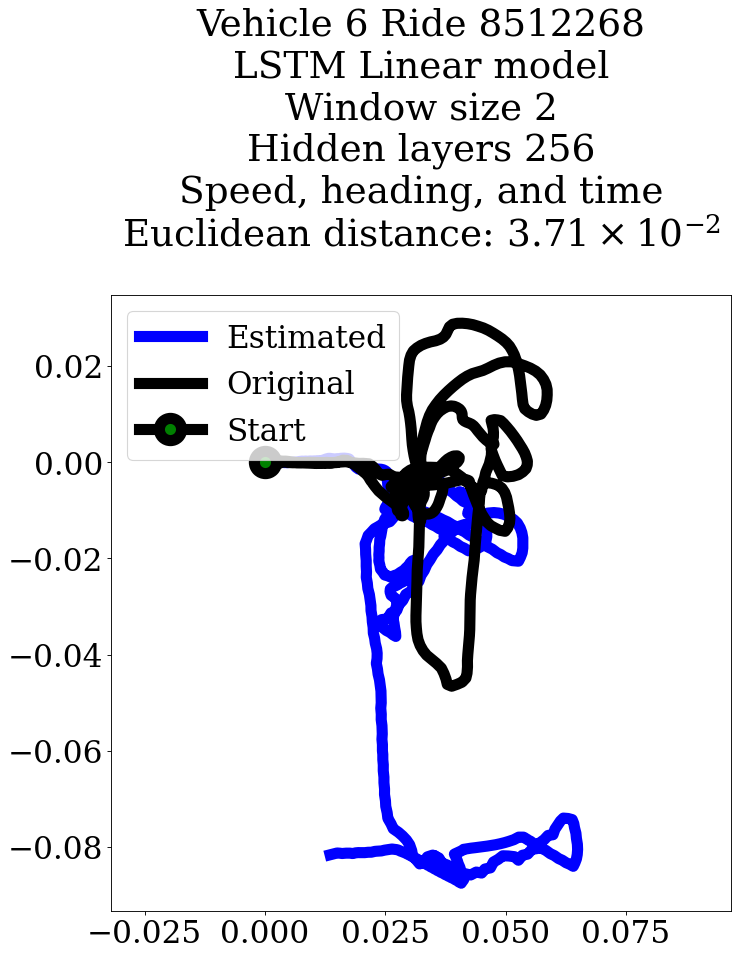 Vehicle 6 Ride 8512268
LSTM Linear model
Window size 2
Hidden layers 256
Speed, heading, and time
Euclidean distance: 3.71 × 10⁻²
Estimated
Original
Start
0.02
0.00
−0.02
−0.04
−0.06
−0.08
−0.025 0.000 0.025 0.050 0.075